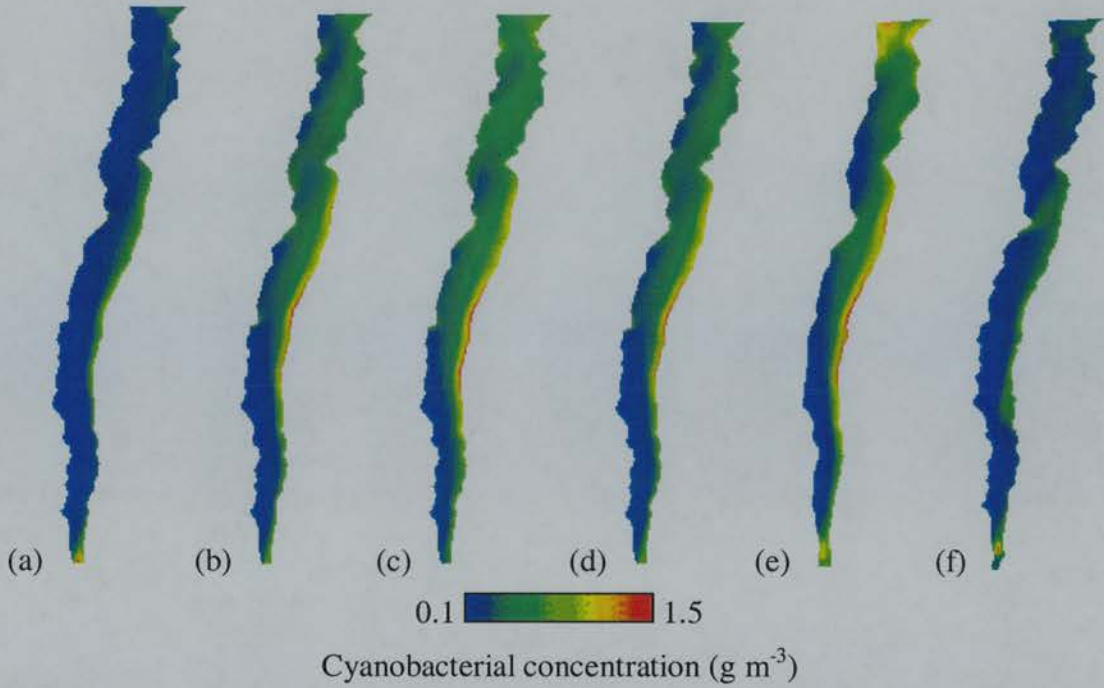 (a) (b) (c) (d) (e) (f)
0.1 1.5
Cyanobacterial concentration (g m⁻³)